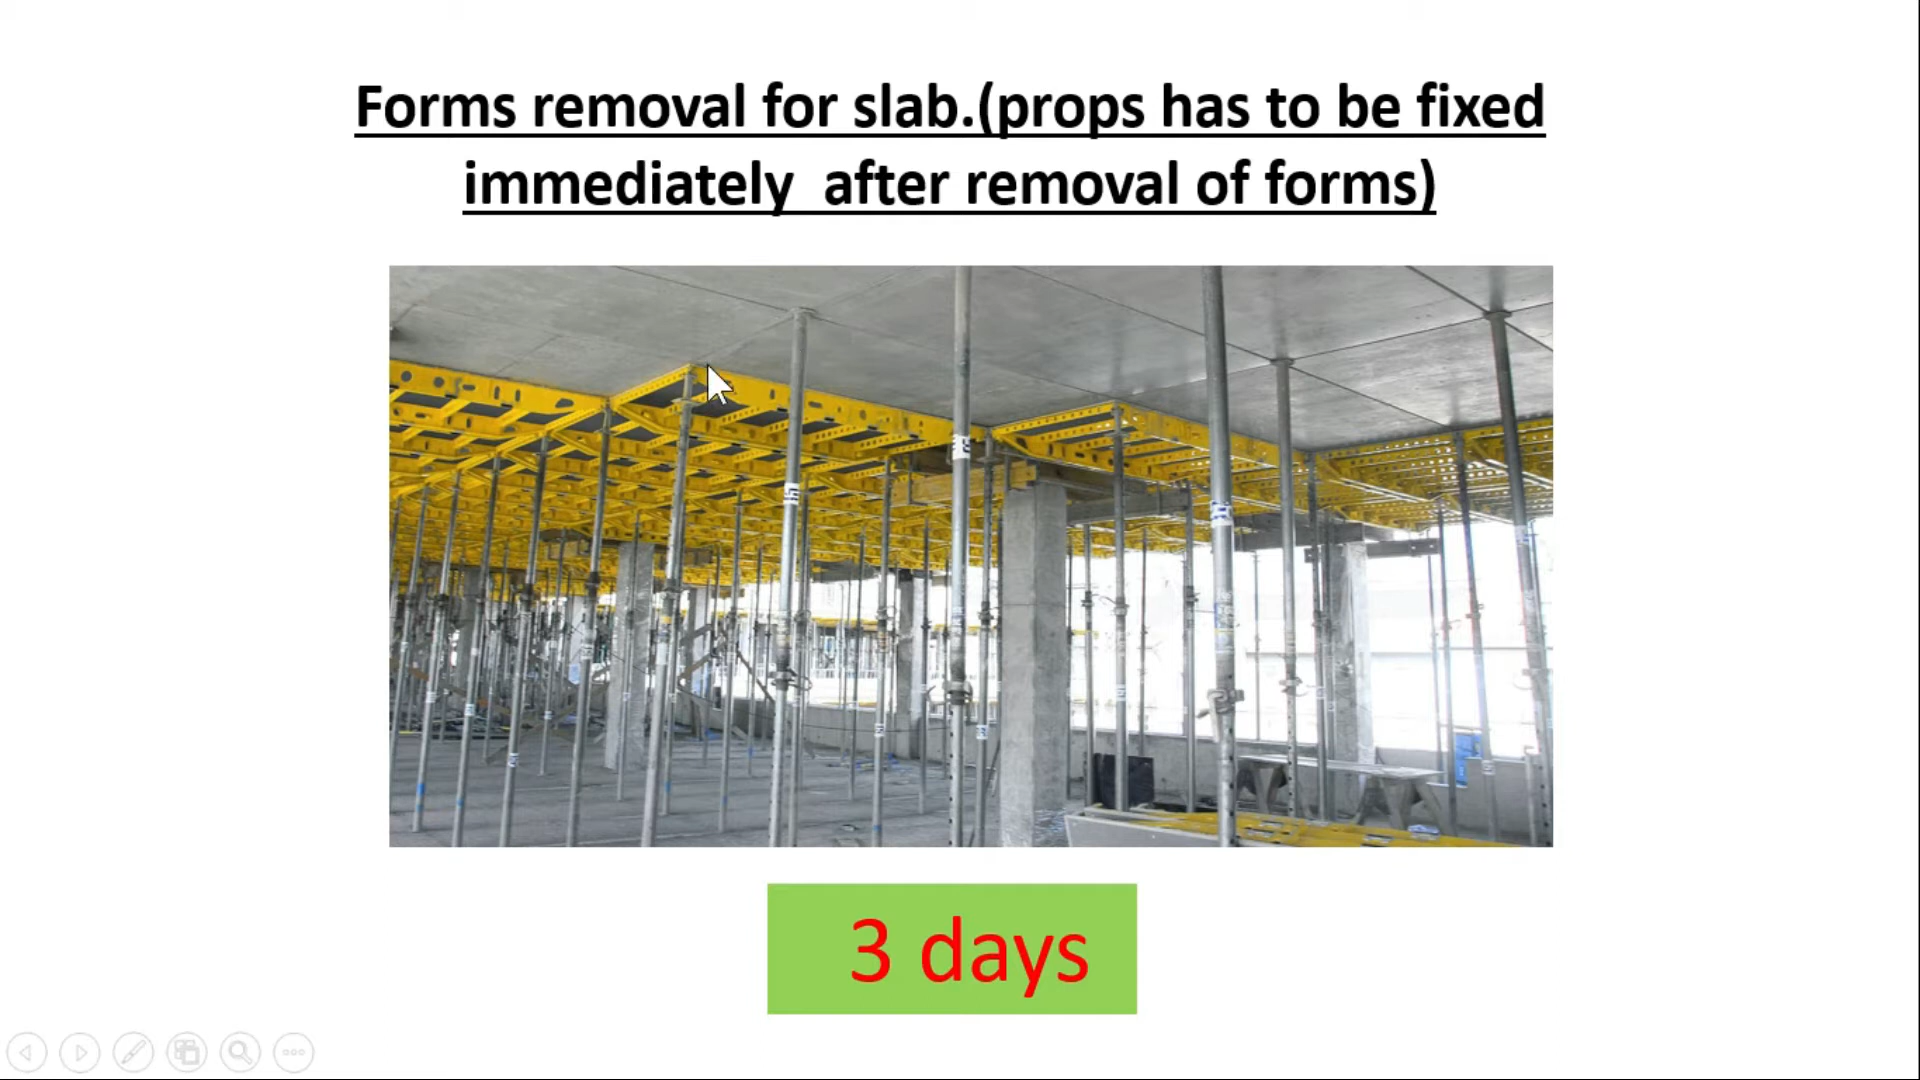 Forms removal for slab.(props has to be fixed
immediately  after removal of forms)
3 days